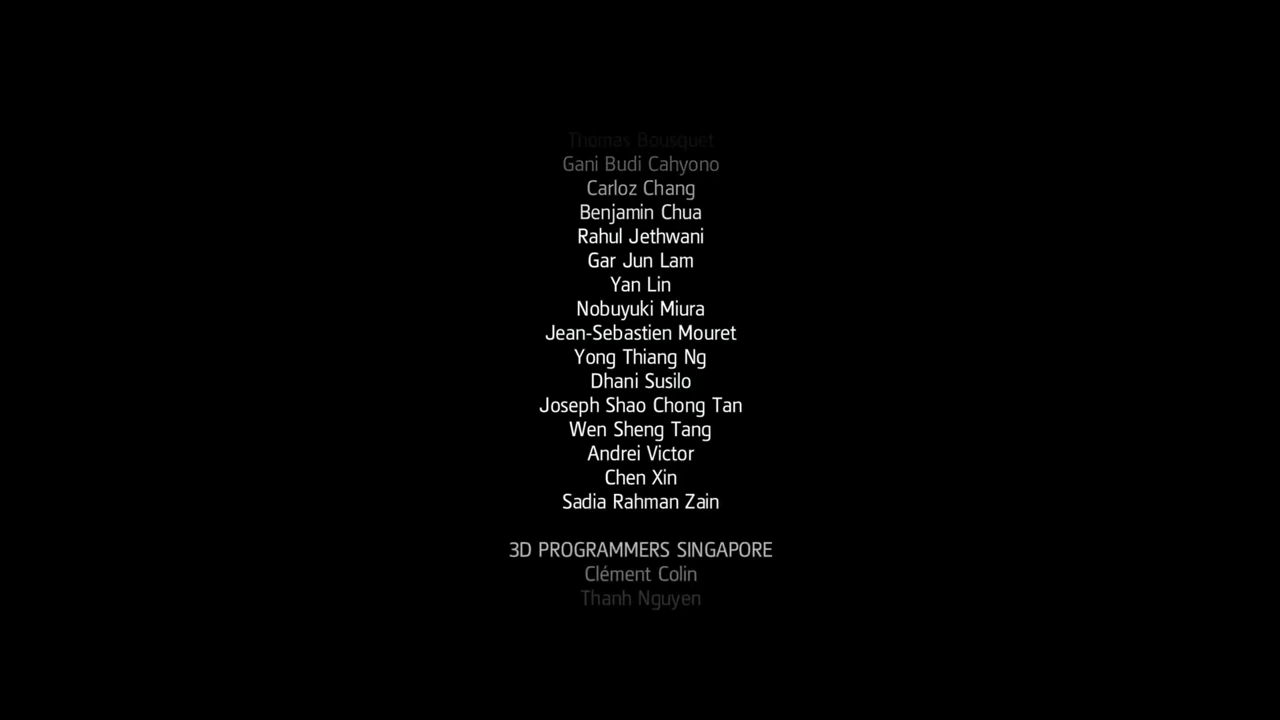 Thomas Bousquet
Gani Budi Cahyono
Carloz Chang
Benjamin Chua
Rahul Jethwani
Gar Jun Lam
Yan Lin
Nobuyuki Miura
Jean-Sebastien Mouret
Yong Thiang Ng
Dhani Susilo
Joseph Shao Chong Tan
Wen Sheng Tang
Andrei Victor
Chen Xin
Sadia Rahman Zain
3D PROGRAMMERS SINGAPORE
Clément Colin
Thanh Nguyen